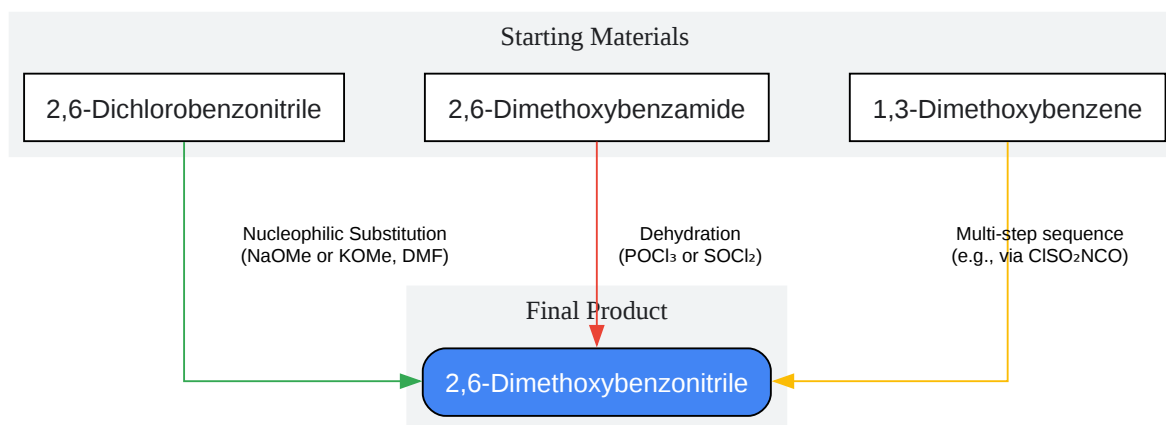 Starting Materials
2,6-Dichlorobenzonitrile
2,6-Dimethoxybenzamide
1,3-Dimethoxybenzene
Nucleophilic Substitution
(NaOMe or KOMe, DMF)
Dehydration
(POCl₃ or SOCl₂)
Multi-step sequence
(e.g., via ClSO₂NCO)
Final Product
2,6-Dimethoxybenzonitrile